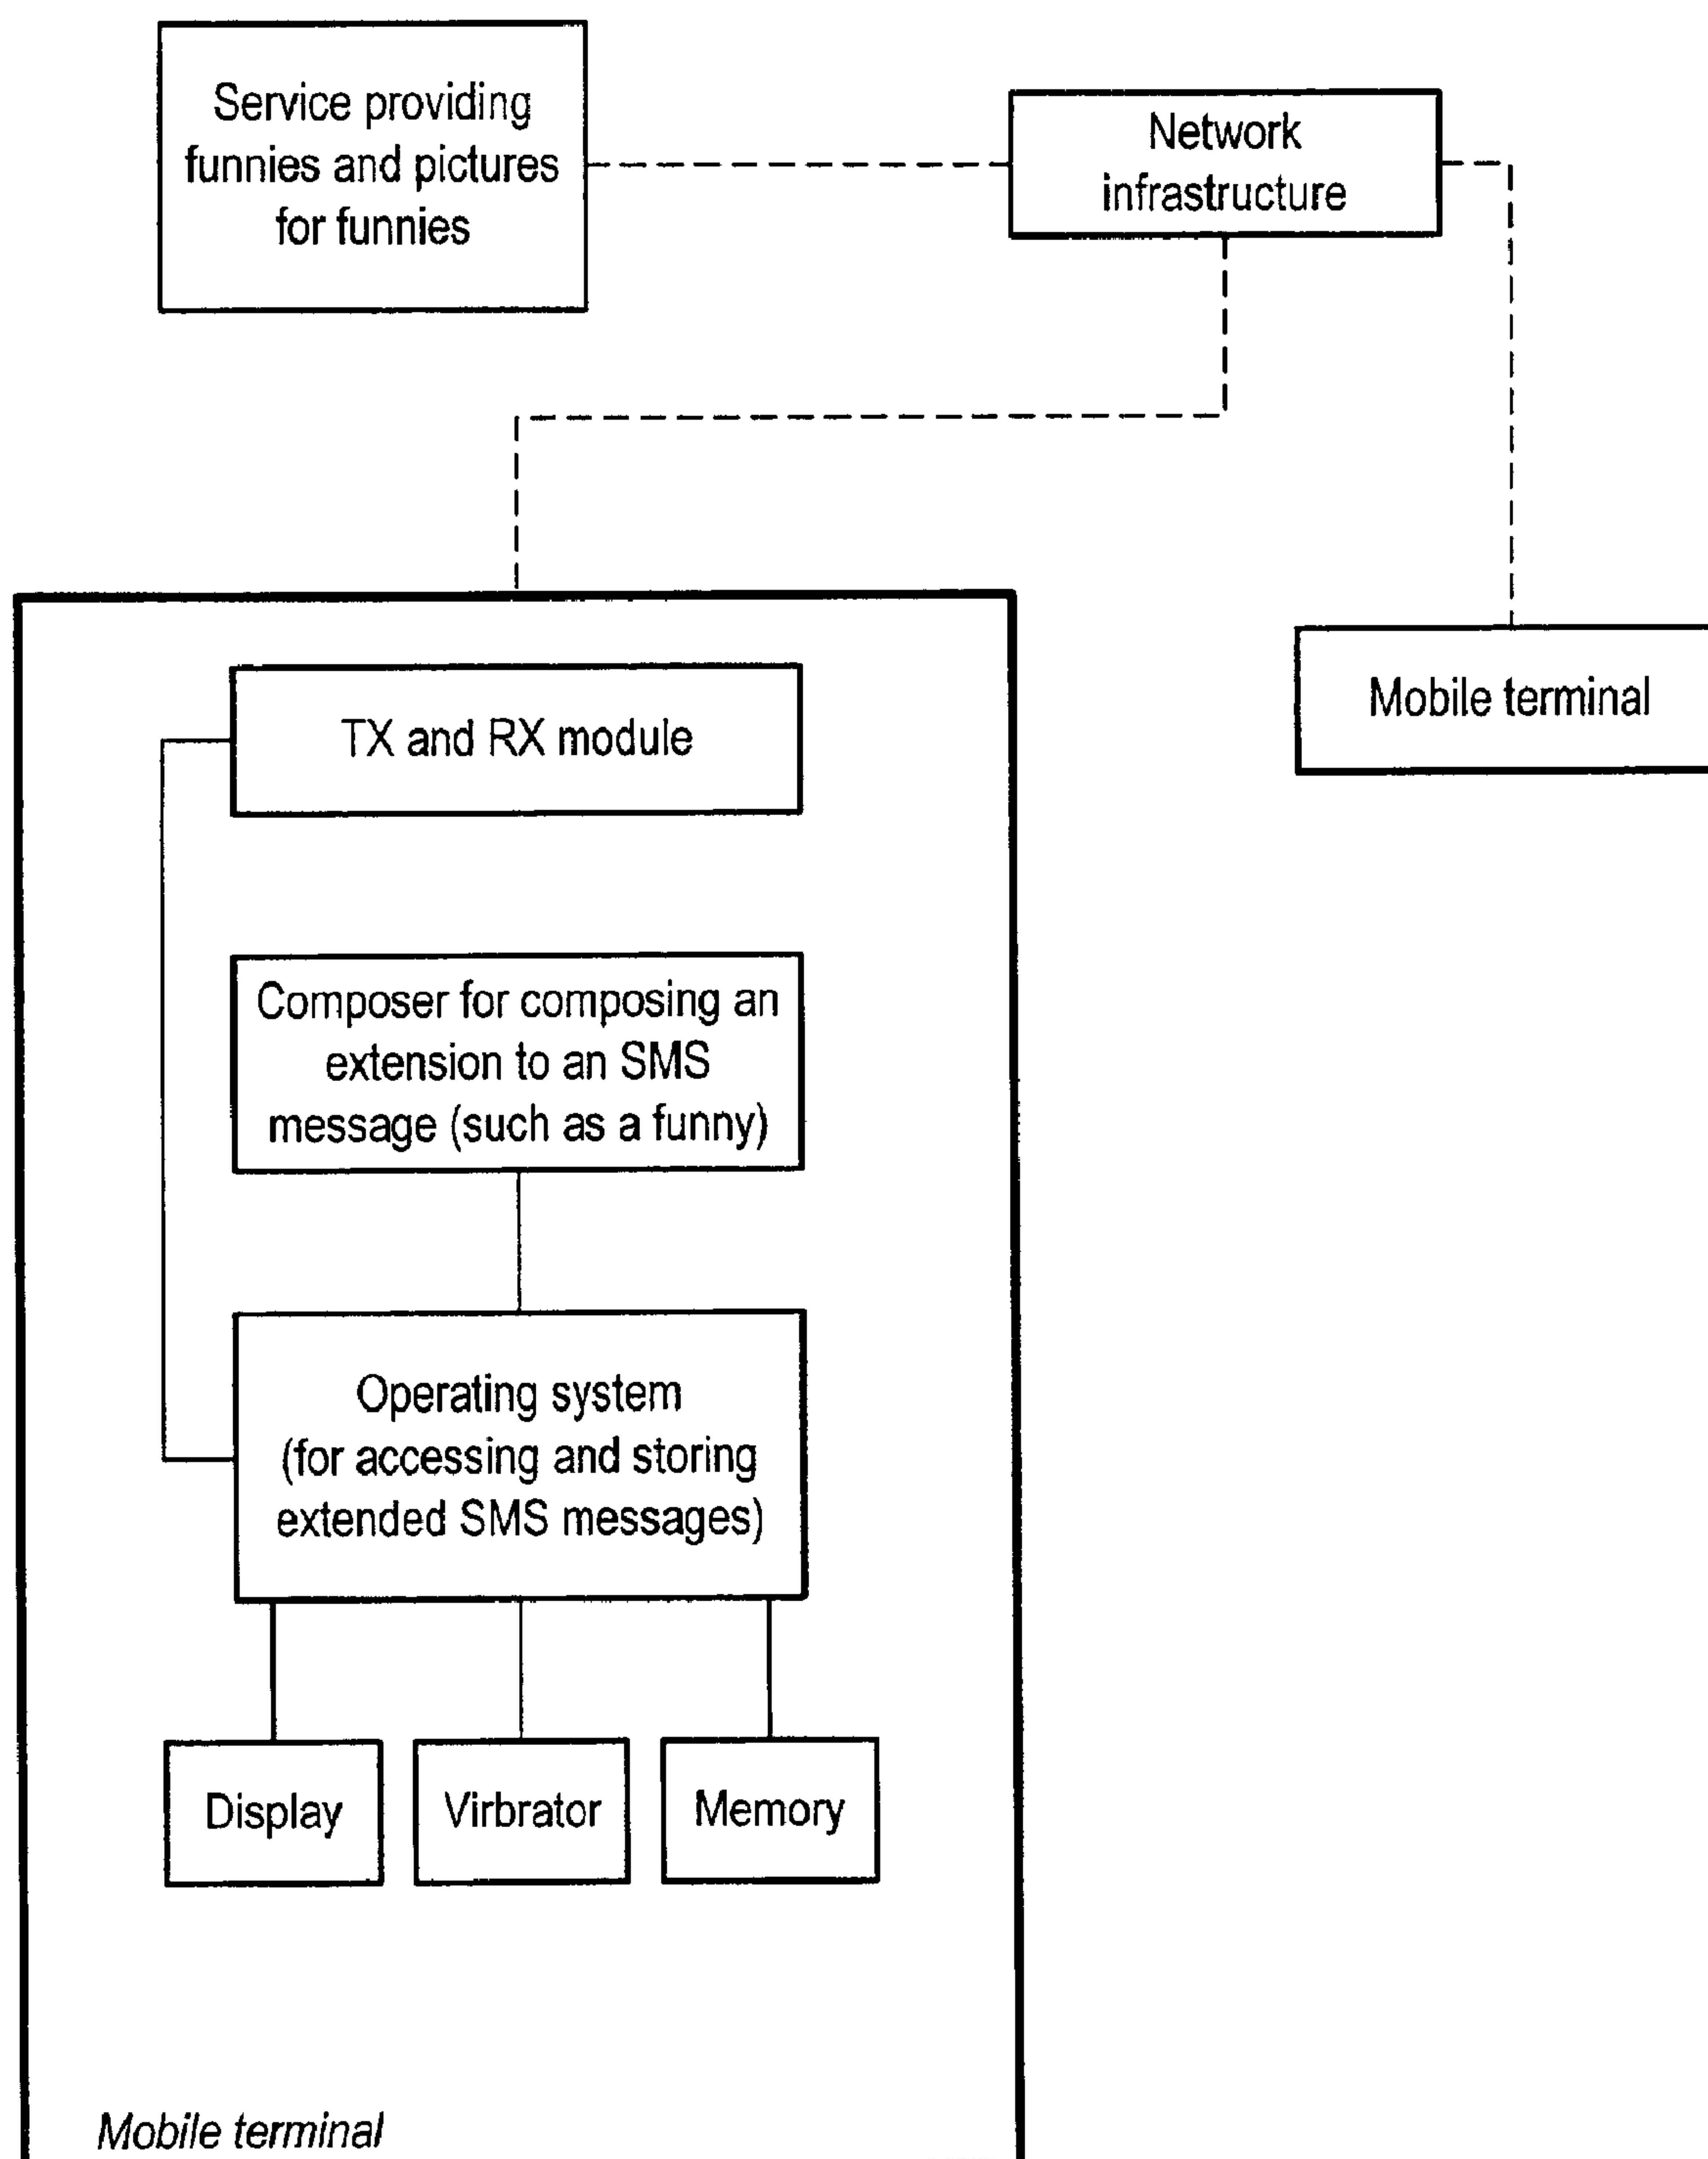 Service providing
funnies and pictures
for funnies
Network
infrastructure
Mobile terminal
TX and RX module
Composer for composing an
extension to an SMS
message (such as a funny)
Operating system
(for accessing and storing
extended SMS messages)
Display
Virbrator
Memory
Mobile terminal